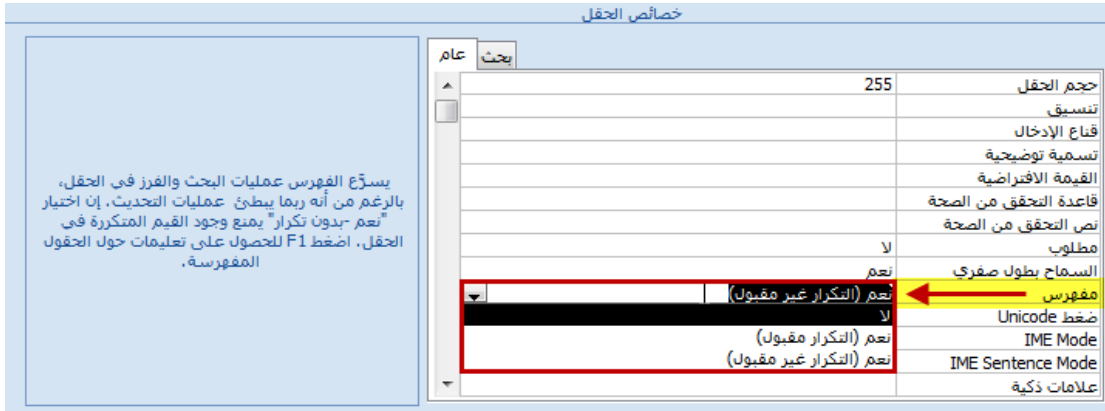 خصائص الحقل
عام بحث
حجم الحقل 255
تنسيق
قناع الإدخال
تسمية توضيحية
القيمة الافتراضية
قاعدة التحقق من الصحة
نص التحقق من الصحة
مطلوب لا
السماح بطول صفري نعم
مفهرس نعم (التكرار غير مقبول)
ضغط Unicode لا
IME Mode نعم (التكرار مقبول)
IME Sentence Mode نعم (التكرار غير مقبول)
علامات ذكية
يسرّع الفهرس عمليات البحث والفرز في الحقل،
بالرغم من أنه ربما يبطئ عمليات التحديث. إن اختيار
"نعم -بدون تكرار" يمنع وجود القيم المتكررة في
الحقل. اضغط F1 للحصول على تعليمات حول الحقول
المفهرسة.